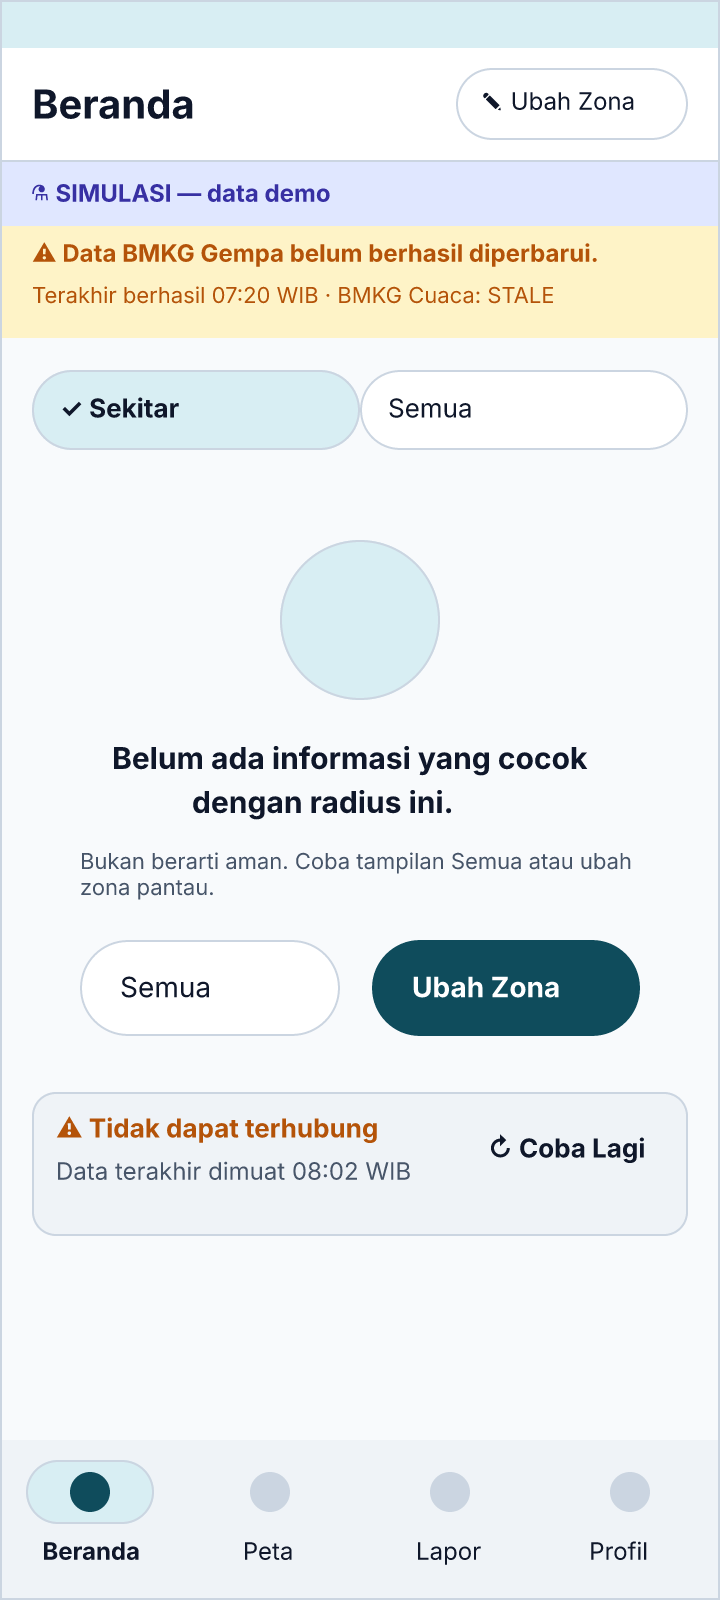 Beranda
✎ Ubah Zona
⚗ SIMULASI — data demo
⚠ Data BMKG Gempa belum berhasil diperbarui.
Terakhir berhasil 07:20 WIB · BMKG Cuaca: STALE
✓ Sekitar
Semua
Belum ada informasi yang cocok
dengan radius ini.
Bukan berarti aman. Coba tampilan Semua atau ubah
zona pantau.
Semua
Ubah Zona
⚠ Tidak dapat terhubung
Data terakhir dimuat 08:02 WIB
↻ Coba Lagi
Beranda
Peta
Lapor
Profil